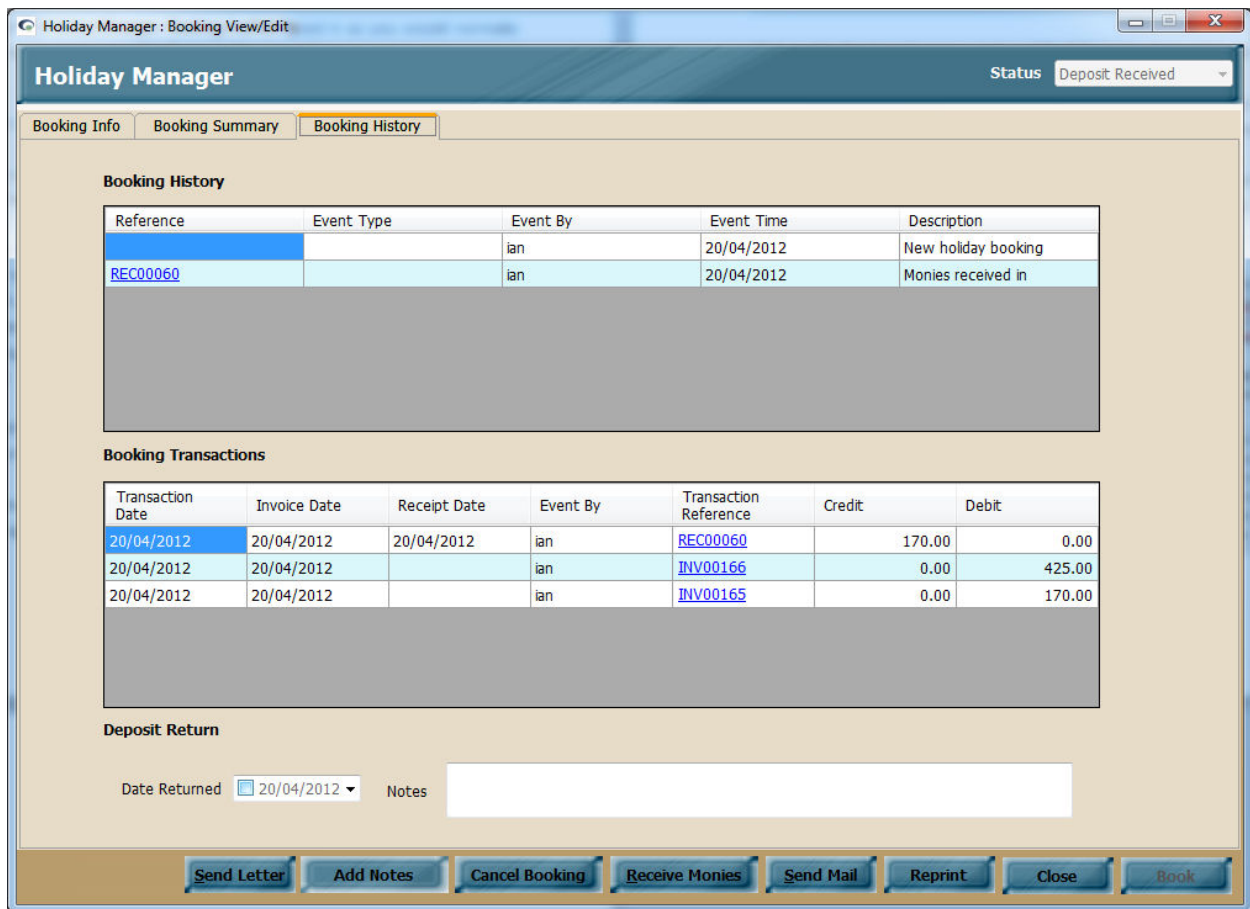 Holiday Manager : Booking View/Edit
Holiday Manager
Status Deposit Received
Booking Info Booking Summary Booking History
Booking History
Reference Event Type Event By Event Time Description
ian 20/04/2012 New holiday booking
REC00060 ian 20/04/2012 Monies received in
Booking Transactions
Transaction Date Invoice Date Receipt Date Event By Transaction Reference Credit Debit
20/04/2012 20/04/2012 20/04/2012 ian REC00060 170.00 0.00
20/04/2012 20/04/2012 ian INV00166 0.00 425.00
20/04/2012 20/04/2012 ian INV00165 0.00 170.00
Deposit Return
Date Returned 20/04/2012 Notes
Send Letter Add Notes Cancel Booking Receive Monies Send Mail Reprint Close Book